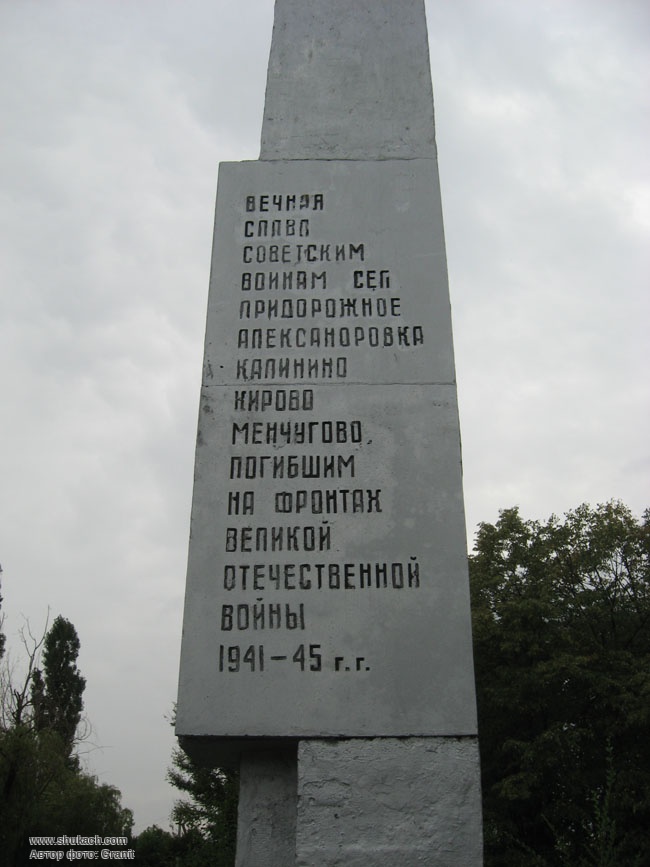 ВЕЧНАЯ
СЛАВА
СОВЕТСКИМ
ВОИНАМ СЕЛ
ПРИДОРОЖНОЕ
АЛЕКСАНДРОВКА
КАЛИНИНО
КИРОВО
МЕНЧУГОВО,
ПОГИБШИМ
НА ФРОНТАХ
ВЕЛИКОЙ
ОТЕЧЕСТВЕННОЙ
ВОЙНЫ
1941-45 г.г.
www.shukach.com
Автор фото: Granit